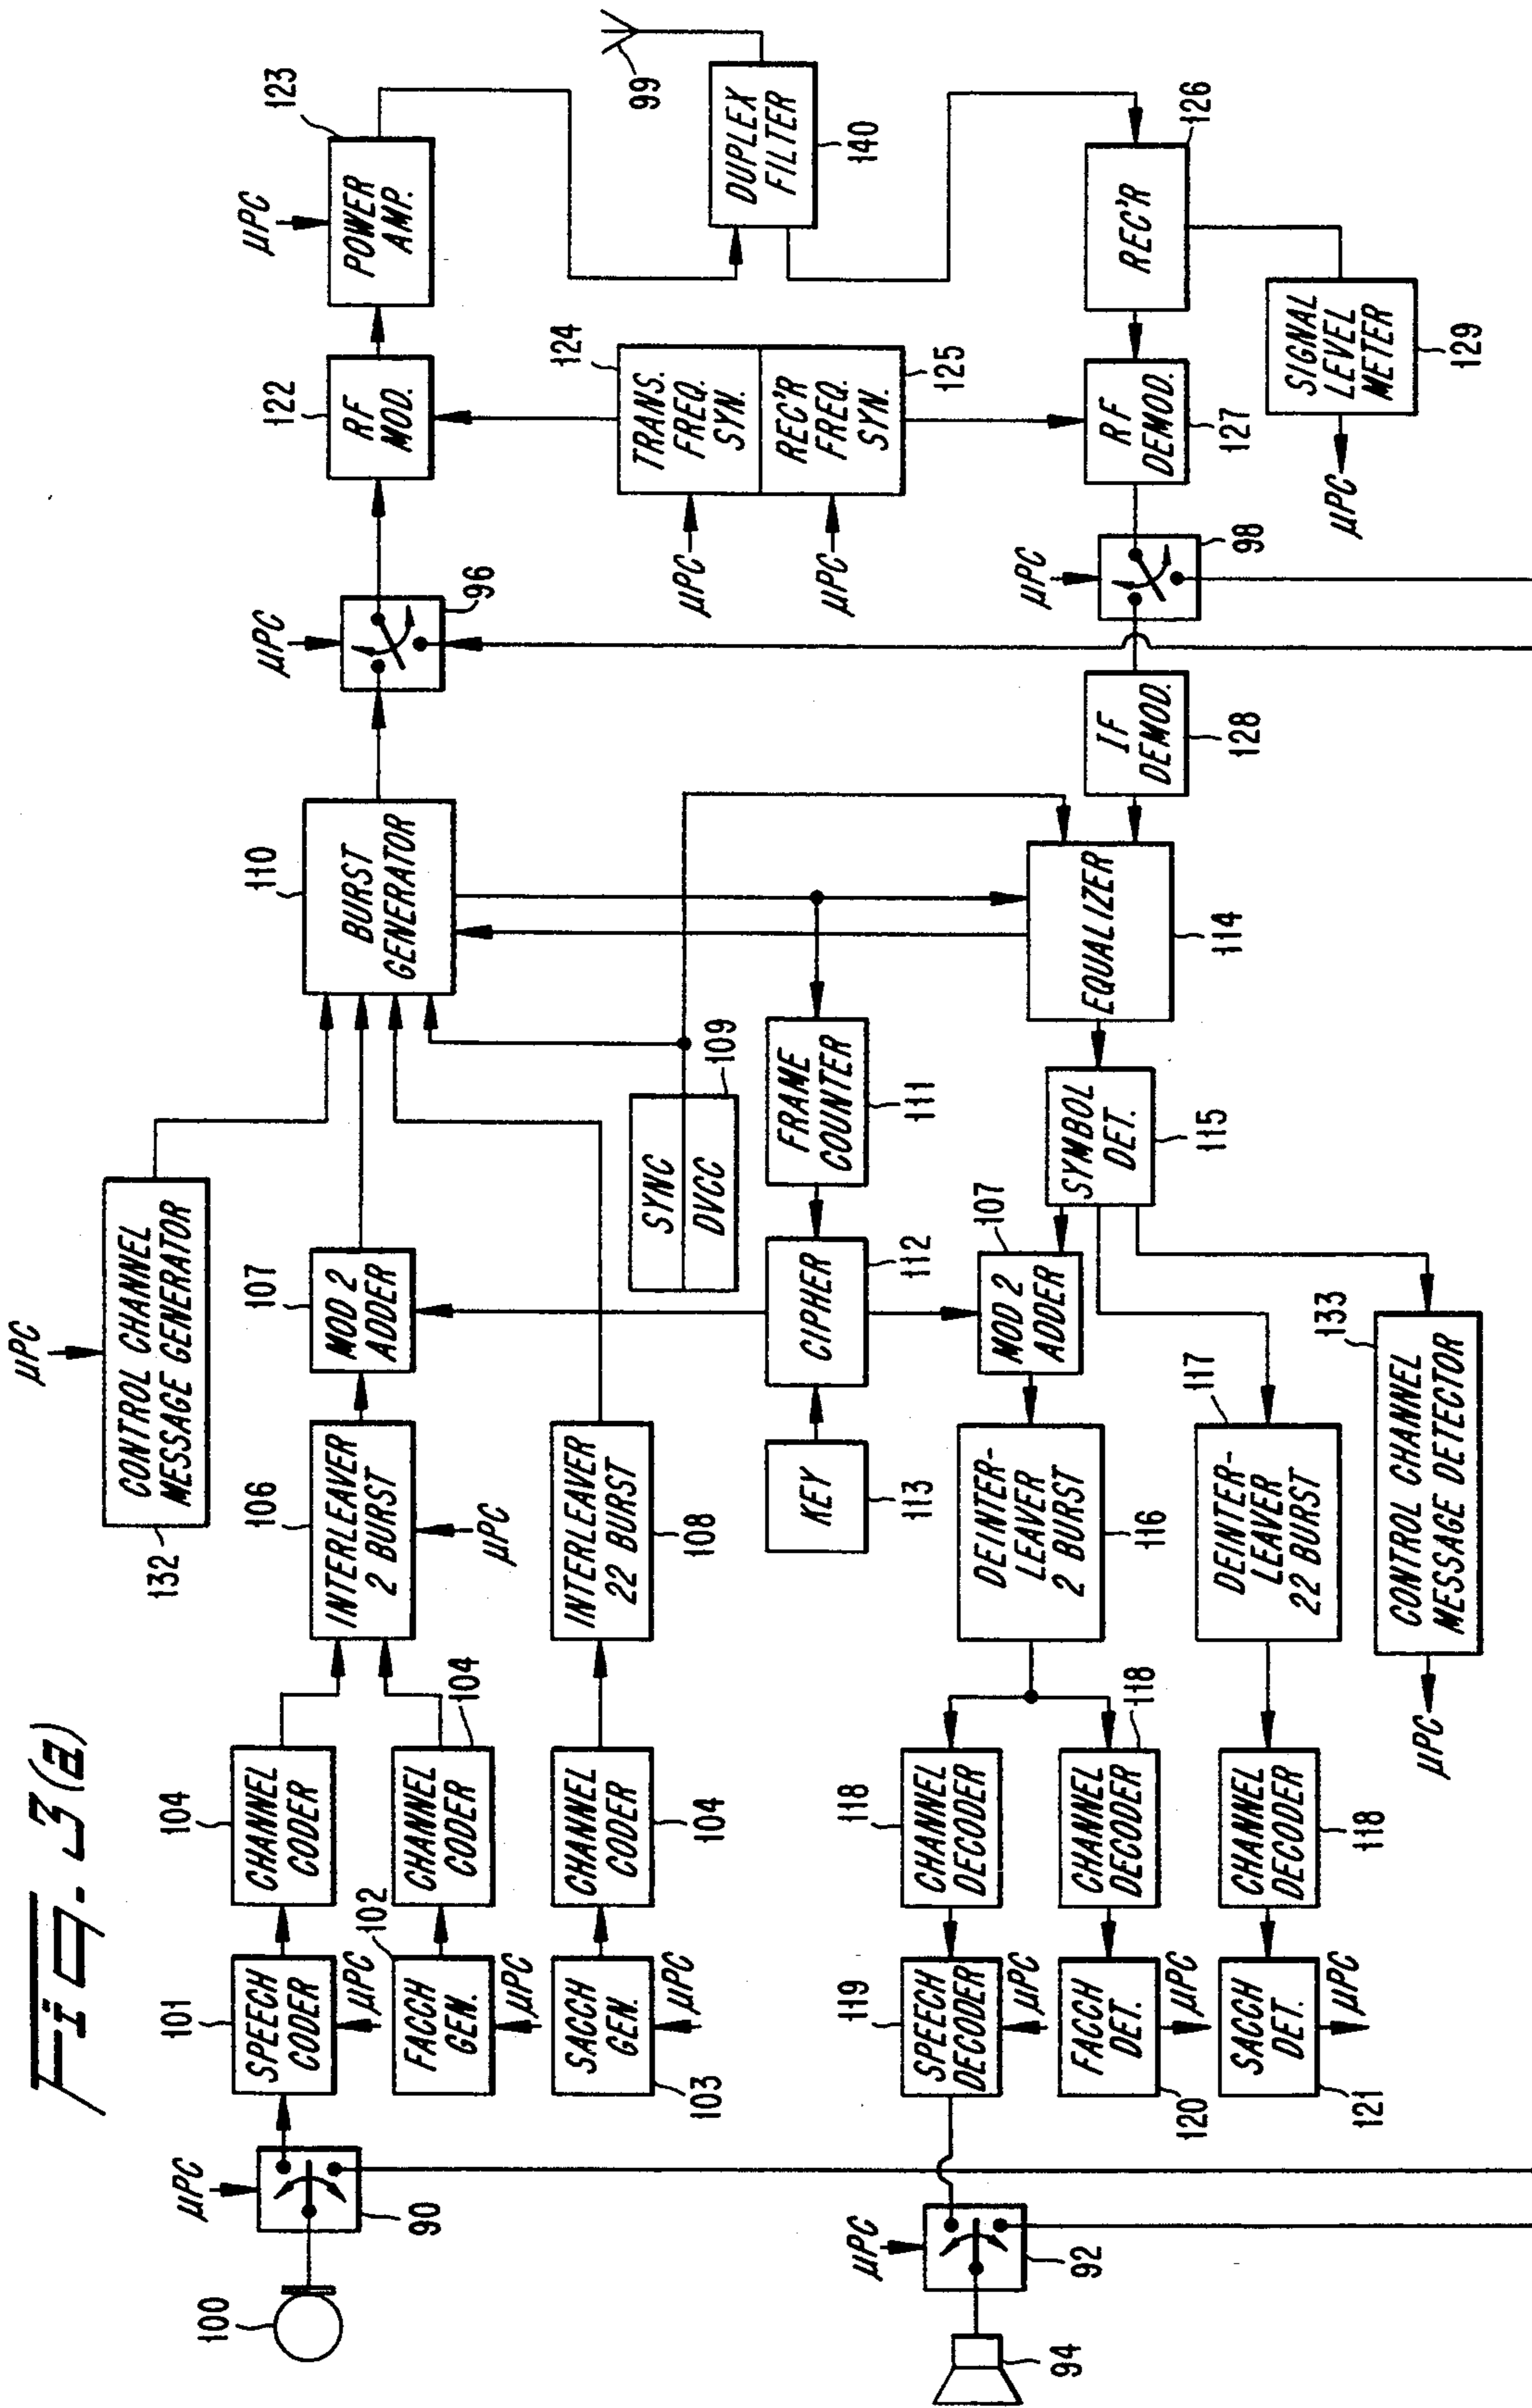 Fig. 3(a)
100
µPC
90
101
SPEECH
CODER
µPC
104
CHANNEL
CODER
102
FACCH
GEN.
µPC
CHANNEL
CODER
104
SACCH
GEN.
103
µPC
CHANNEL
CODER
104
106
INTERLEAVER
2 BURST
µPC
INTERLEAVER
22 BURST
108
µPC
CONTROL CHANNEL
MESSAGE GENERATOR
132
107
MOD 2
ADDER
SYNC
DVCC
109
110
BURST
GENERATOR
µPC
96
122
RF
MOD.
µPC
123
POWER
AMP.
99
DUPLEX
FILTER
140
124
TRANS.
FREQ.
SYN.
REC'R
FREQ.
SYN.
125
µPC
µPC
REC'R
126
RF
DEMOD.
127
SIGNAL
LEVEL
METER
129
µPC
µPC
98
IF
DEMOD.
128
EQUALIZER
114
FRAME
COUNTER
111
CIPHER
112
KEY
113
SYMBOL
DET.
115
107
MOD 2
ADDER
DEINTER-
LEAVER
2 BURST
116
117
DEINTER-
LEAVER
22 BURST
133
CONTROL CHANNEL
MESSAGE DETECTOR
µPC
118
CHANNEL
DECODER
CHANNEL
DECODER
118
CHANNEL
DECODER
118
119
SPEECH
DECODER
µPC
FACCH
DET.
120
µPC
SACCH
DET.
121
µPC
µPC
92
94